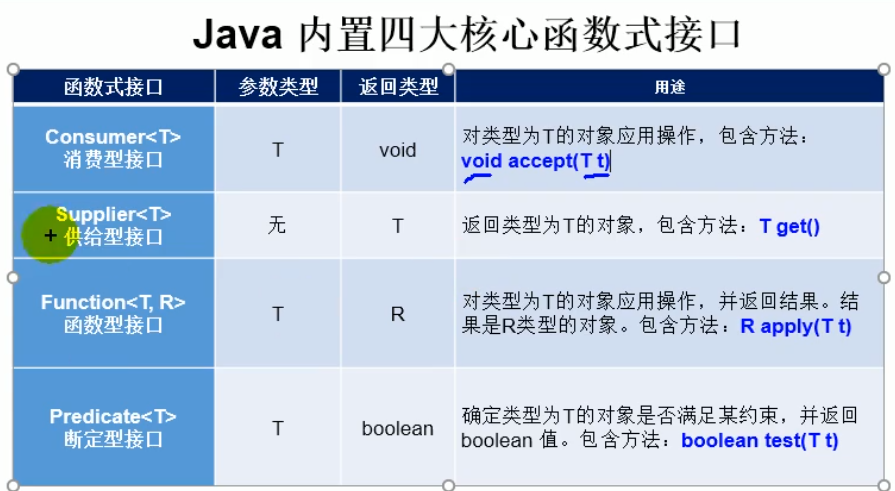 Java 内置四大核心函数式接口
函数式接口 参数类型 返回类型 用途
Consumer<T>
消费型接口
T
void
对类型为T的对象应用操作，包含方法：
void accept(T t)
Supplier<T>
供给型接口
无
T
返回类型为T的对象，包含方法：T get()
Function<T, R>
函数型接口
T
R
对类型为T的对象应用操作，并返回结果。结
果是R类型的对象。包含方法：R apply(T t)
Predicate<T>
断定型接口
T
boolean
确定类型为T的对象是否满足某约束，并返回
boolean 值。包含方法：boolean test(T t)